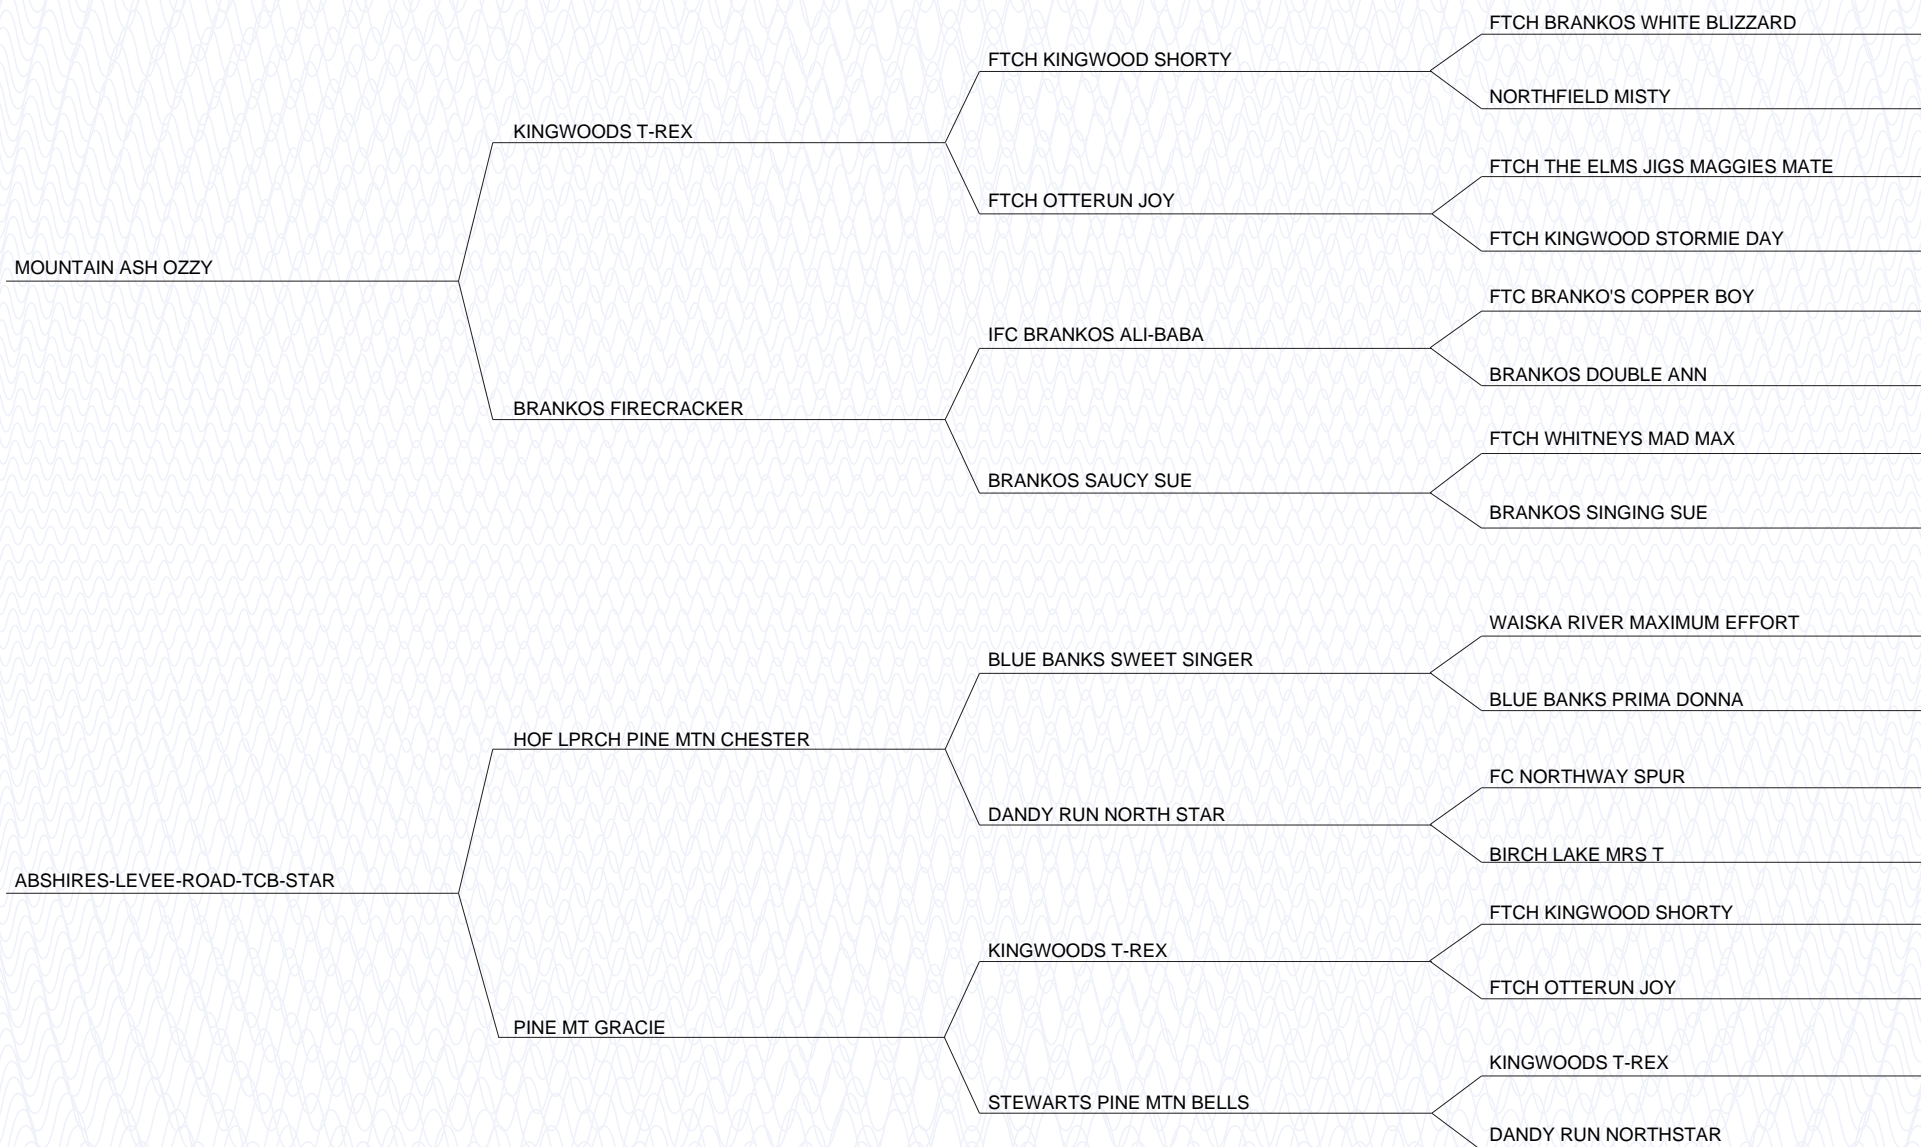 FTCH BRANKOS WHITE BLIZZARD
FTCH KINGWOOD SHORTY
NORTHFIELD MISTY
KINGWOODS T-REX
FTCH THE ELMS JIGS MAGGIES MATE
FTCH OTTERUN JOY
FTCH KINGWOOD STORMIE DAY
MOUNTAIN ASH OZZY
FTC BRANKO'S COPPER BOY
IFC BRANKOS ALI-BABA
BRANKOS DOUBLE ANN
BRANKOS FIRECRACKER
FTCH WHITNEYS MAD MAX
BRANKOS SAUCY SUE
BRANKOS SINGING SUE
WAISKA RIVER MAXIMUM EFFORT
BLUE BANKS SWEET SINGER
BLUE BANKS PRIMA DONNA
HOF LPRCH PINE MTN CHESTER
FC NORTHWAY SPUR
DANDY RUN NORTH STAR
BIRCH LAKE MRS T
ABSHIRES-LEVEE-ROAD-TCB-STAR
FTCH KINGWOOD SHORTY
KINGWOODS T-REX
FTCH OTTERUN JOY
PINE MT GRACIE
KINGWOODS T-REX
STEWARTS PINE MTN BELLS
DANDY RUN NORTHSTAR